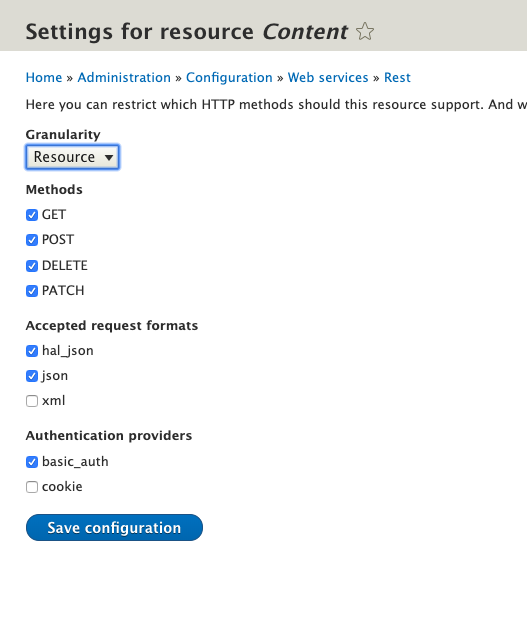 Settings for resource Content
Home » Administration » Configuration » Web services » Rest
Here you can restrict which HTTP methods should this resource support. And
Granularity
Resource
Methods
GET
POST
DELETE
PATCH
Accepted request formats
hal_json
json
xml
Authentication providers
basic_auth
cookie
Save configuration